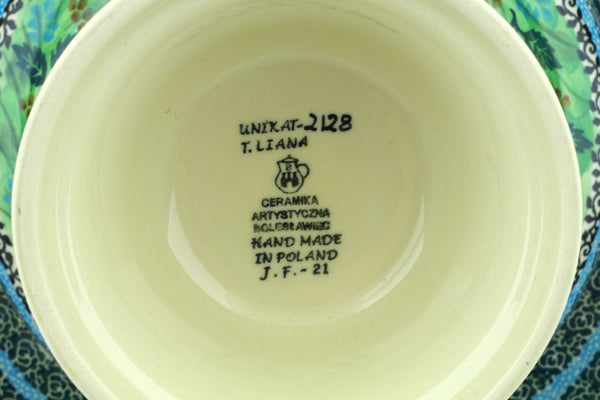 UNIKAT-2128
T. LIANA
CERAMIKA
ARTYSTYCZNA
BOLESŁAWIEC
HAND MADE
IN POLAND
J. F. - 21